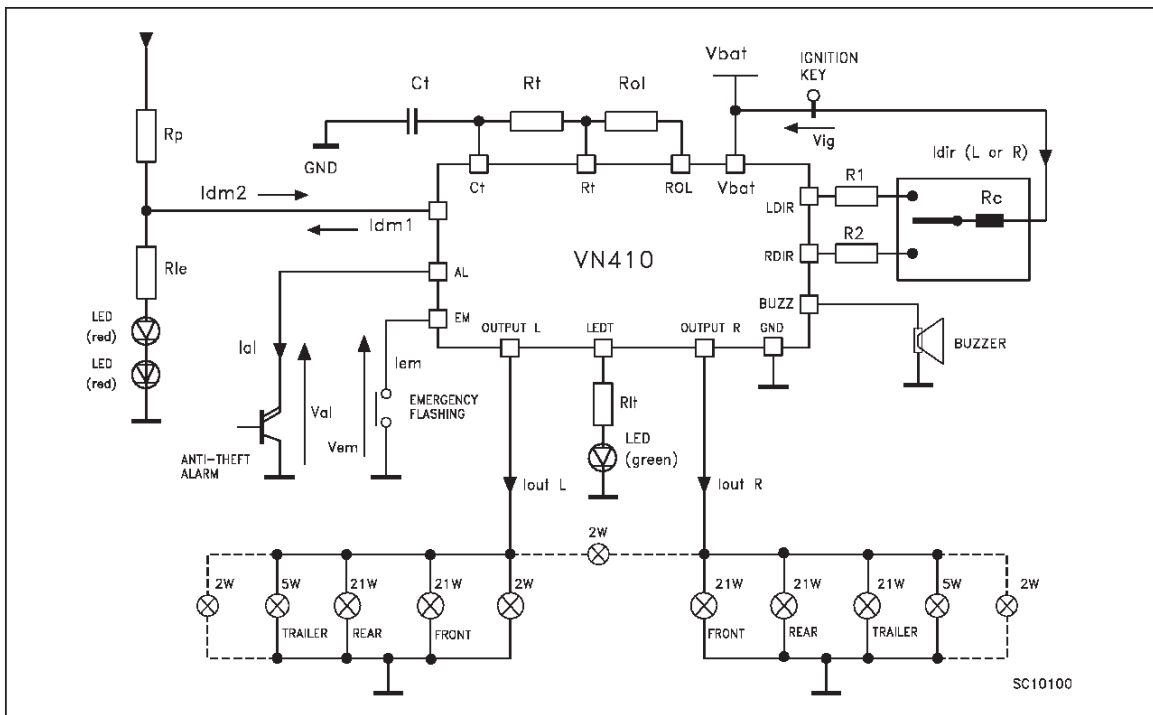 Vbat
IGNITION
KEY
Ct
Rt
Rol
Rp
Vig
GND
Idir (L or R)
Ct
Rt
ROL
Vbat
R1
LDIR
Rc
Idm2
Idm1
R2
VN410
RDIR
Rle
AL
BUZZ
LED
(red)
EM
OUTPUT L
LEDT
OUTPUT R
GND
BUZZER
Ial
Iem
LED
(red)
EMERGENCY
FLASHING
Rlt
Val
Vem
LED
(green)
ANTI-THEFT
ALARM
Iout L
Iout R
2W
2W
5W
21W
21W
2W
21W
21W
21W
5W
2W
TRAILER
REAR
FRONT
FRONT
REAR
TRAILER
SC10100